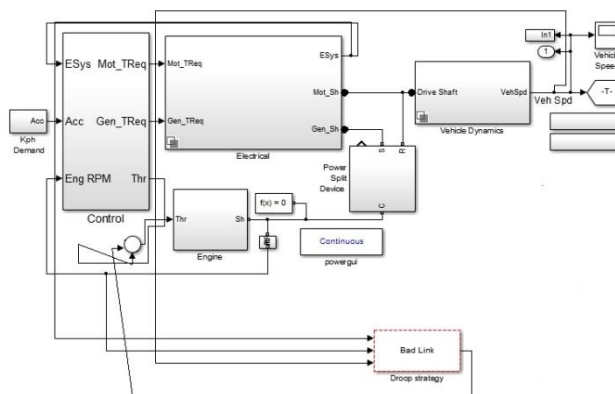 ESys
Mot_TReq
Acc
Gen_TReq
Eng RPM
Thr
Control
Acc
Kph
Demand
Mot_TReq
Gen_TReq
ESys
Mot_Sh
Gen_Sh
Electrical
Drive Shaft
VehSpd
Vehicle Dynamics
Veh Spd
In1
1
Vehicle
Spee
-T-
Power
Split
Device
S
R
C
Thr
Sh
Engine
f(x) = 0
Continuous
powergui
Bad Link
Droop strategy